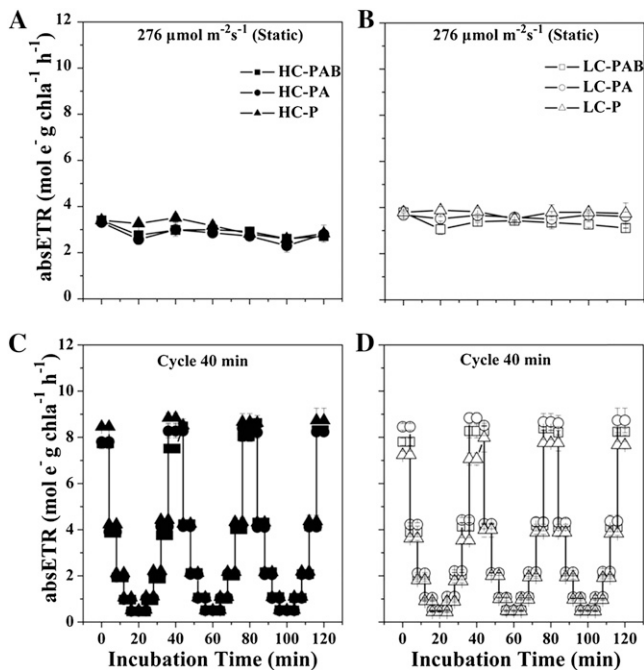 A
276 µmol m⁻²s⁻¹ (Static)
HC-PAB
HC-PA
HC-P
absETR (mol e⁻ g chla⁻¹ h⁻¹)
12
10
8
6
4
2
0
B
276 µmol m⁻²s⁻¹ (Static)
LC-PAB
LC-PA
LC-P
C
Cycle 40 min
absETR (mol e⁻ g chla⁻¹ h⁻¹)
12
10
8
6
4
2
0
0 20 40 60 80 100 120
Incubation Time (min)
D
Cycle 40 min
0 20 40 60 80 100 120
Incubation Time (min)